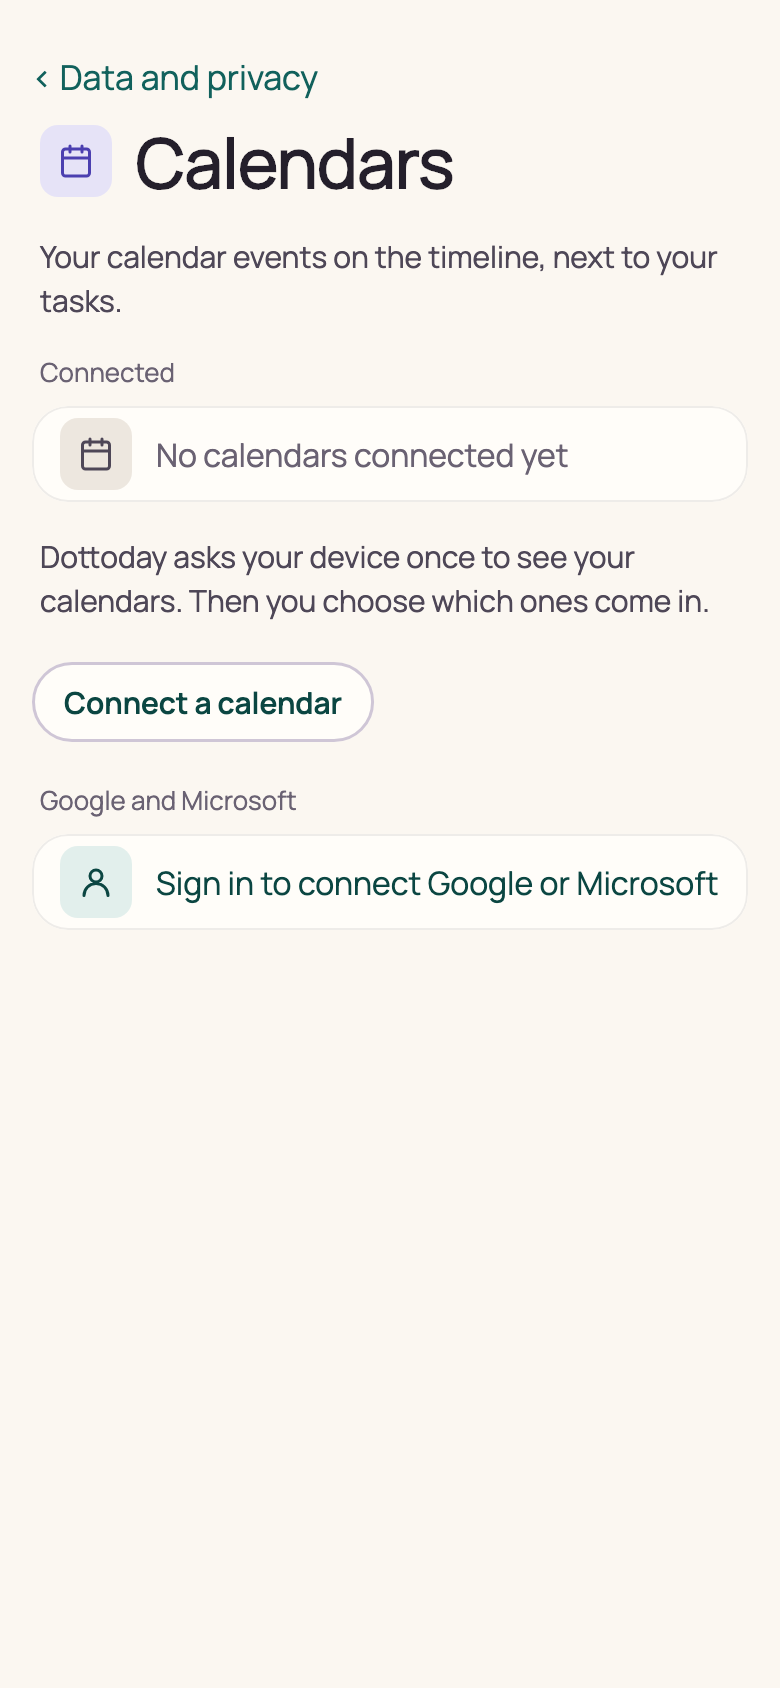 ‹ Data and privacy
Calendars
Your calendar events on the timeline, next to your
tasks.
Connected
No calendars connected yet
Dottoday asks your device once to see your
calendars. Then you choose which ones come in.
Connect a calendar
Google and Microsoft
Sign in to connect Google or Microsoft